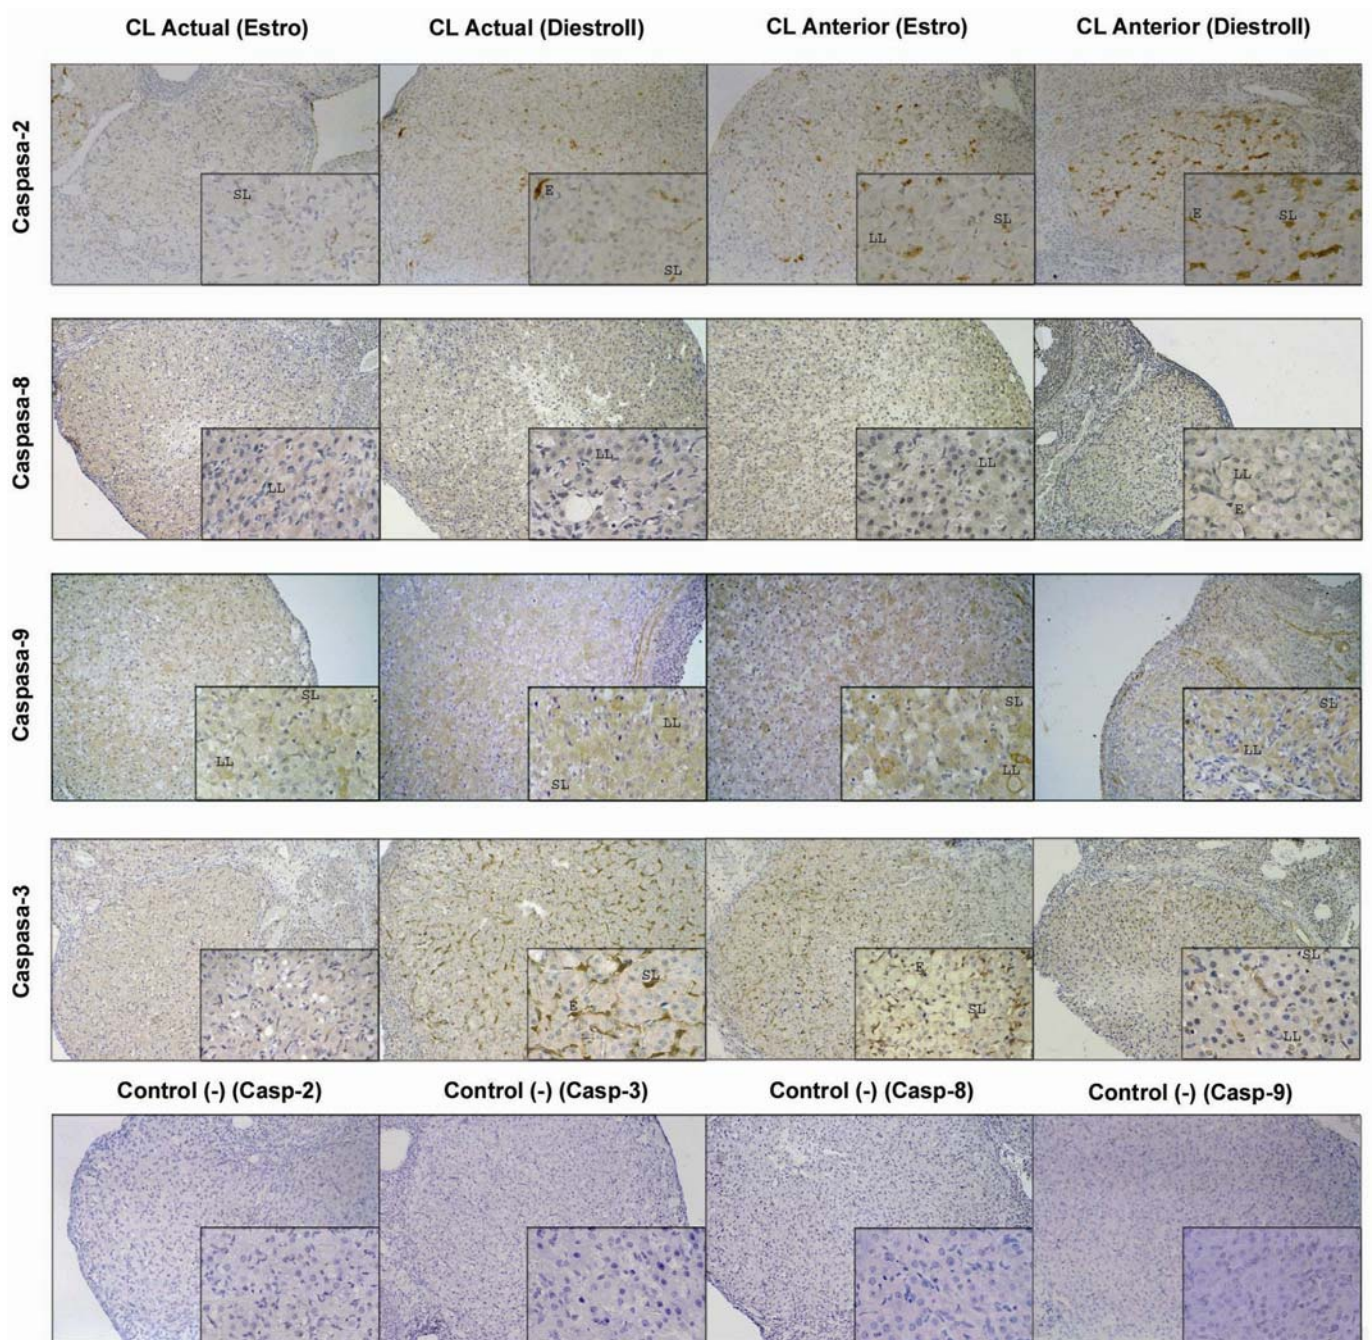 CL Actual (Estro) CL Actual (DiestroII) CL Anterior (Estro) CL Anterior (DiestroII)
Caspasa-2
SL
E
SL
LL
SL
E
SL
Caspasa-8
LL
LL
LL
LL
E
Caspasa-9
SL
LL
LL
SL
SL
LL
SL
LL
Caspasa-3
SL
E
E
SL
SL
LL
Control (-) (Casp-2) Control (-) (Casp-3) Control (-) (Casp-8) Control (-) (Casp-9)